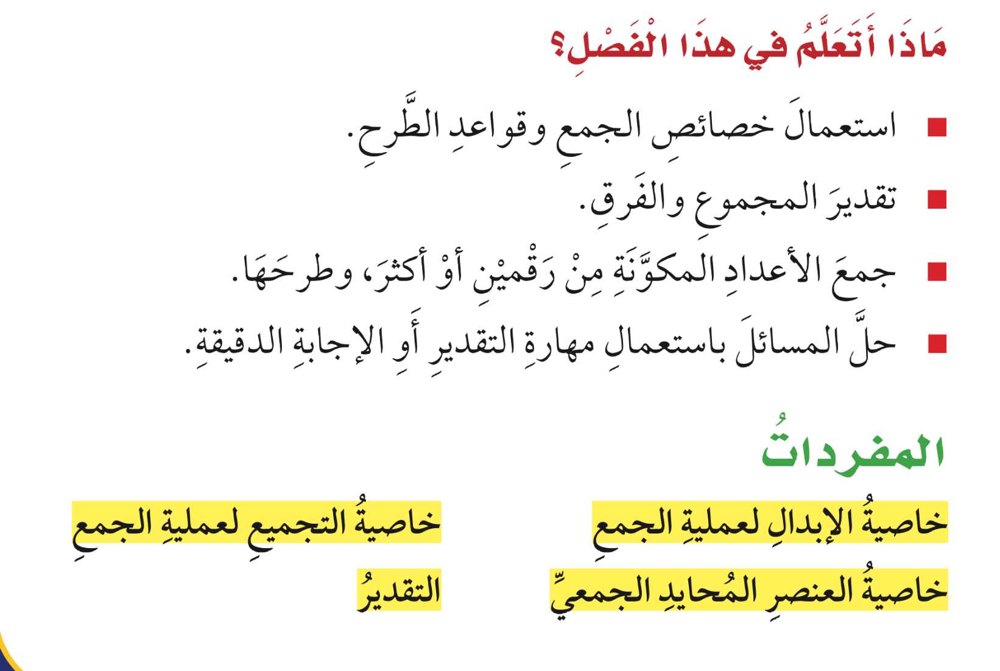 مَاذَا أَتَعَلَّمُ في هذَا الْفَصْلِ؟
استعمالَ خصائصِ الجمعِ وقواعدِ الطَّرحِ.
تقديرَ المجموعِ والفَرقِ.
جمعَ الأعدادِ المكوَّنَةِ مِنْ رَقْميْنِ أوْ أكثرَ، وطرحَهَا.
حلَّ المسائلَ باستعمالِ مهارةِ التقديرِ أَوِ الإجابةِ الدقيقةِ.
المفرداتُ
خاصيةُ الإبدالِ لعمليةِ الجمعِ خاصيةُ التجميعِ لعمليةِ الجمعِ
خاصيةُ العنصرِ المُحايدِ الجمعيِّ التقديرُ